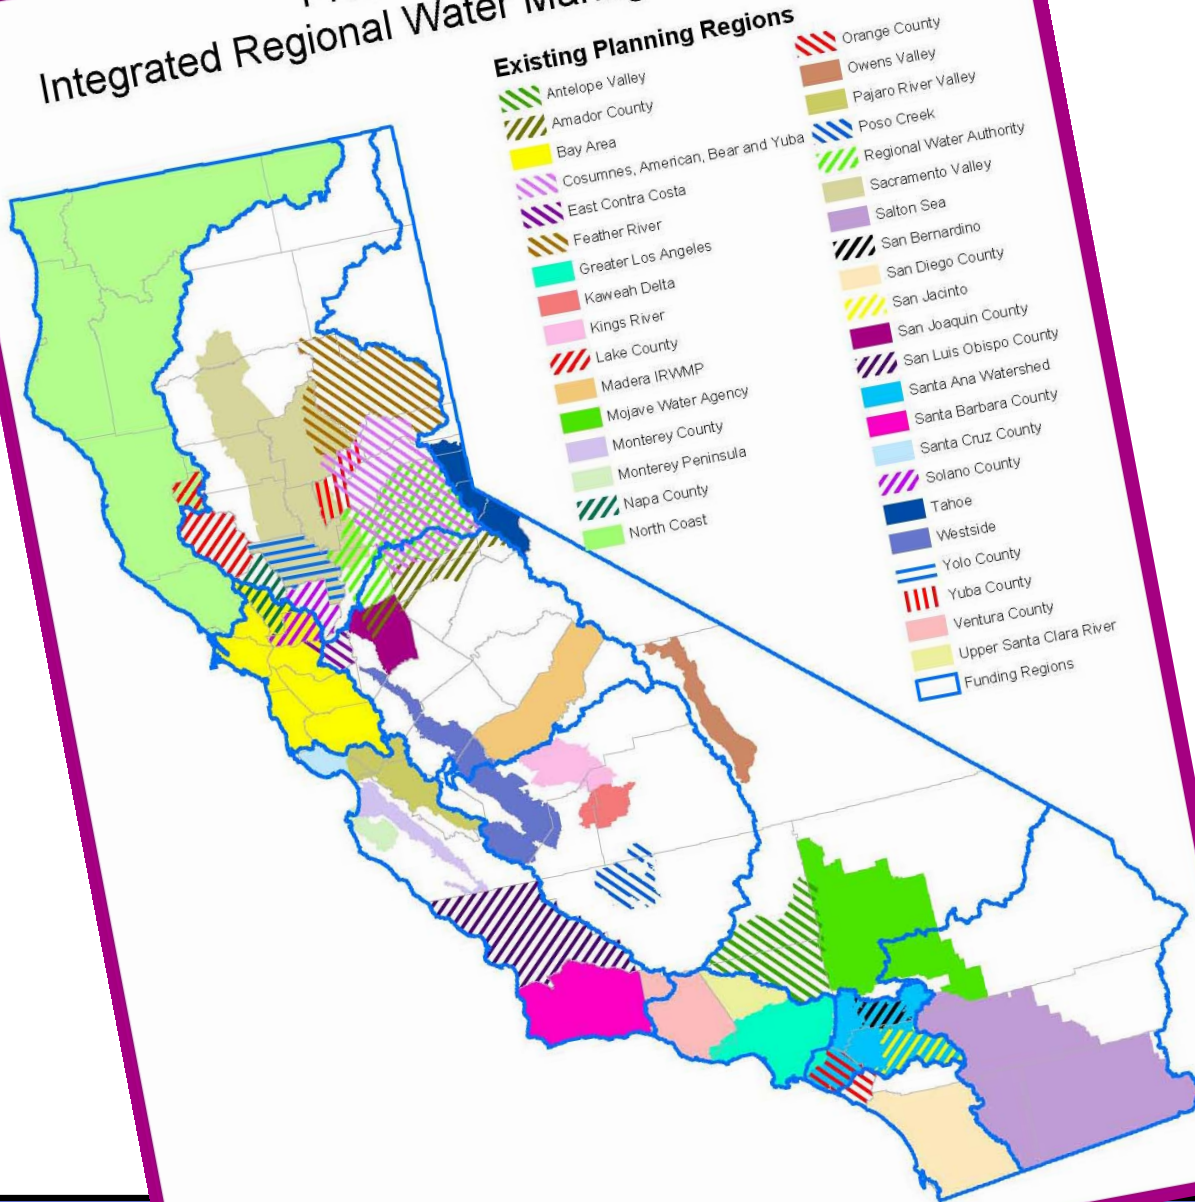 Integrated Regional Water
Existing Planning Regions
Antelope Valley
Amador County
Bay Area
Cosumnes, American, Bear and Yuba
East Contra Costa
Feather River
Greater Los Angeles
Kaweah Delta
Kings River
Lake County
Madera IRWMP
Mojave Water Agency
Monterey County
Monterey Peninsula
Napa County
North Coast
Orange County
Owens Valley
Pajaro River Valley
Poso Creek
Regional Water Authority
Sacramento Valley
Salton Sea
San Bernardino
San Diego County
San Jacinto
San Joaquin County
San Luis Obispo County
Santa Ana Watershed
Santa Barbara County
Santa Cruz County
Solano County
Tahoe
Westside
Yolo County
Yuba County
Ventura County
Upper Santa Clara River
Funding Regions